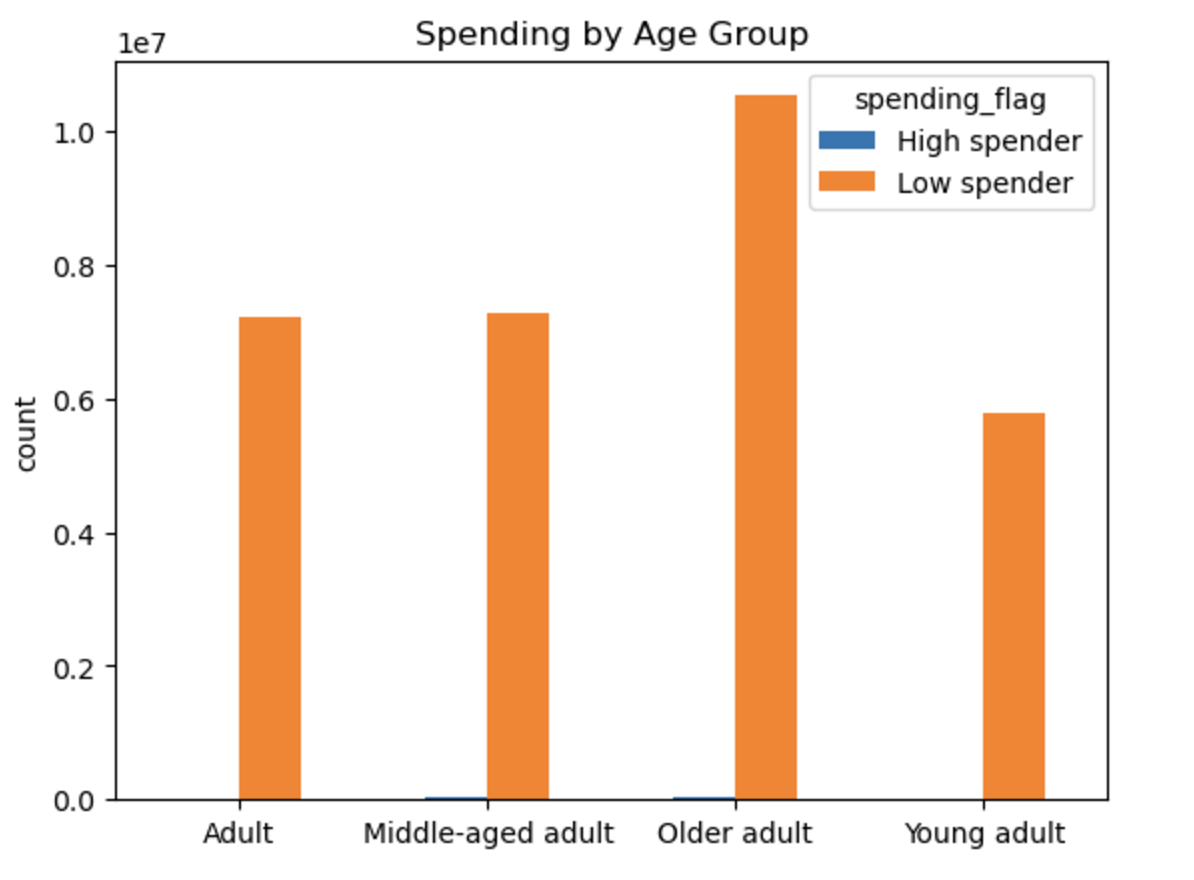 Spending by Age Group
1e7
spending_flag
High spender
Low spender
1.0
0.8
0.6
0.4
0.2
0.0
count
Adult
Middle-aged adult
Older adult
Young adult